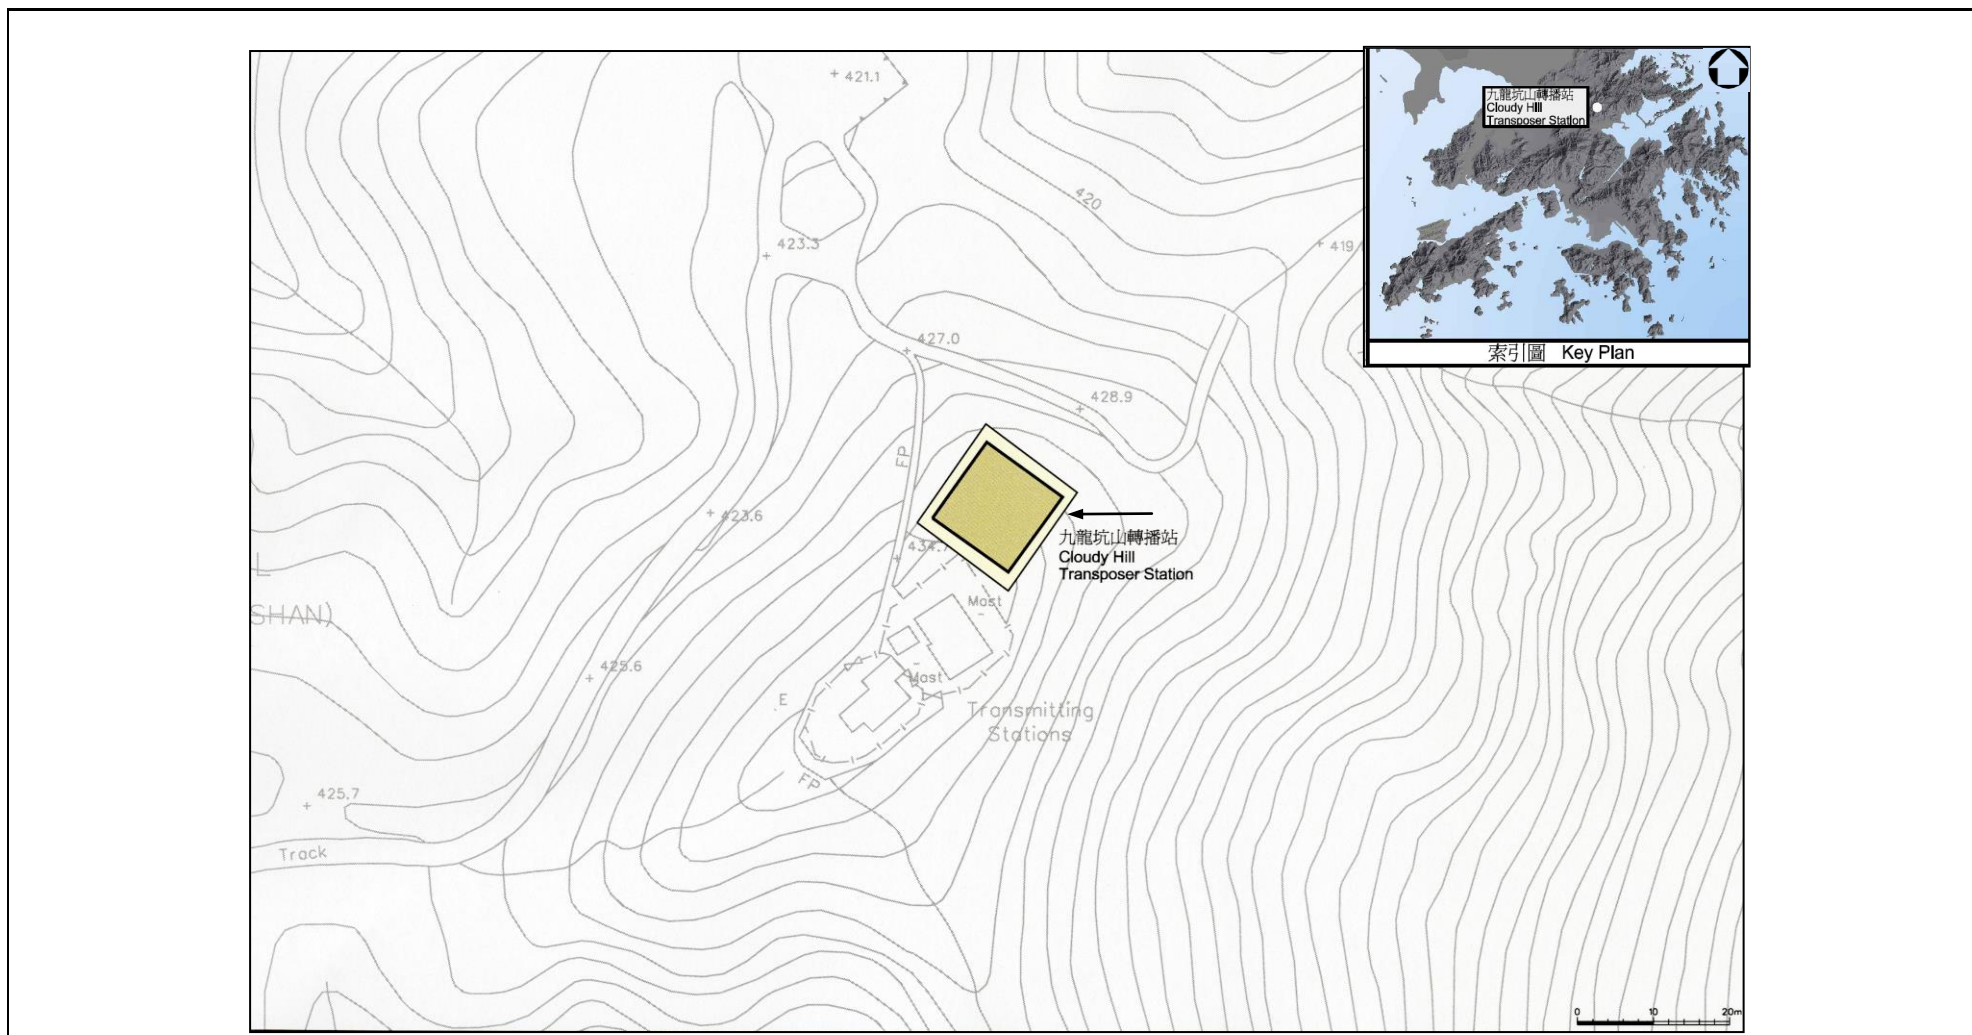 421.1
九龍坑山轉播站
Cloudy Hill
Transposer Station
420
423.3
419
427.0
索引圖 Key Plan
428.9
FP
423.6
九龍坑山轉播站
Cloudy Hill
Transposer Station
434.7
L
SHAN)
Mast
425.6
Mast
E
Transmitting
Stations
FP
425.7
Track
0 10 20m